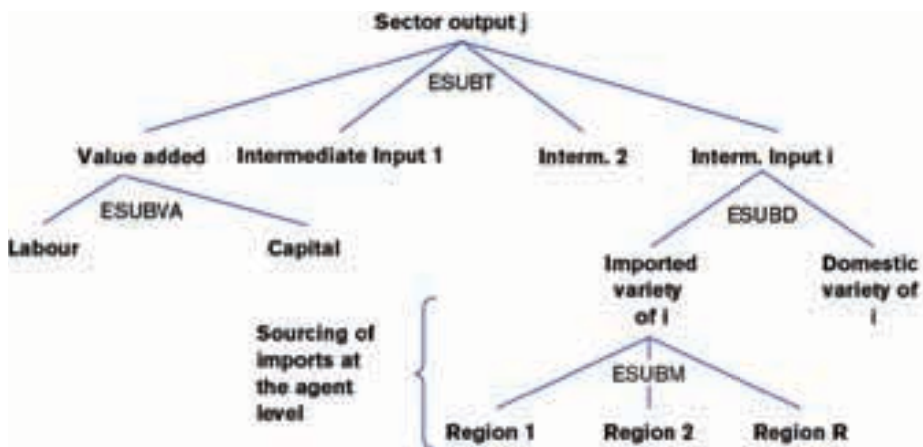 Sector output j
ESUBT
Value added Intermediate Input 1 Interm. 2 Interm. Input i
ESUBVA ESUBD
Labour Capital
Imported variety of i
Domestic variety of i
Sourcing of imports at the agent level
ESUBM
Region 1 Region 2 Region R